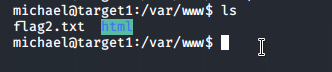 michael@target1:/var/www$ ls
flag2.txt html
michael@target1:/var/www$